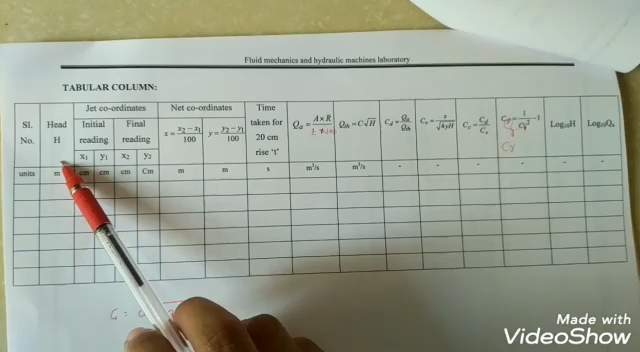 Fluid mechanics and hydraulic machines laboratory
TABULAR COLUMN:
Sl. No. | Head H | Jet co-ordinates | Net co-ordinates | Time taken for 20 cm rise 't' | Qa = A×R | Qth = C√H | Cd = Qa/Qth | Cv = x/√4yH | Cc = Cd/Cv | 1/Cv² -1 | Log10H | Log10Qa
Initial reading | Final reading | x = x2 − x1/100 | y = y2 − y1/100
x1 | y1 | x2 | y2
units | m | cm | cm | cm | Cm | m | m | s | m³/s | m³/s | - | - | - | - | - | -
Made with
VideoShow